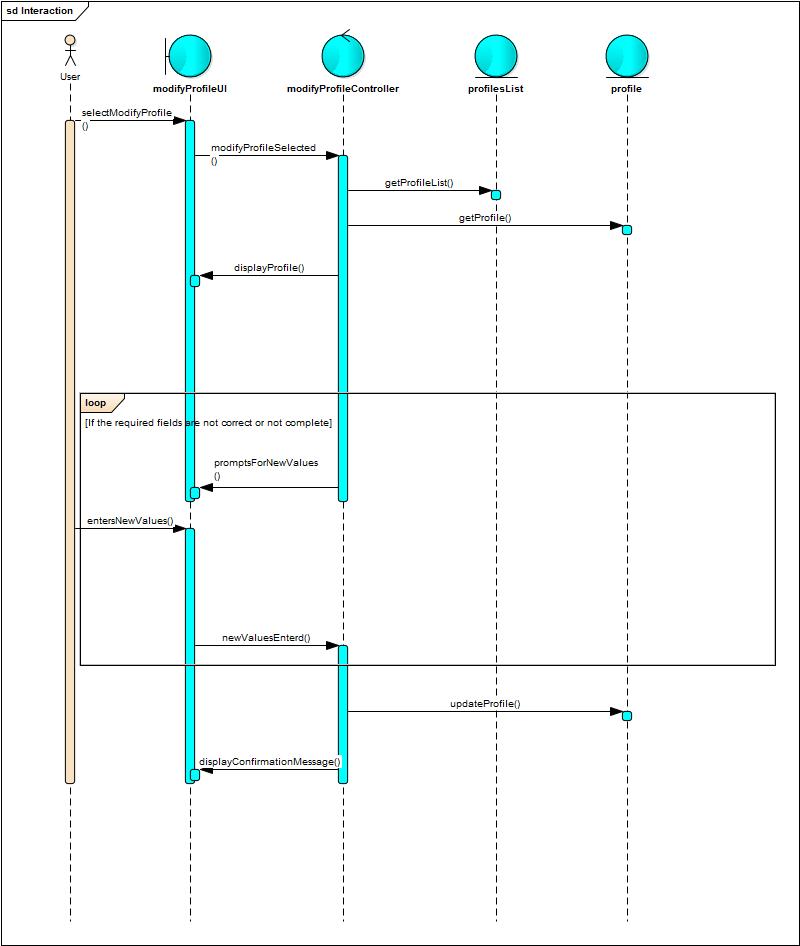 sd Interaction
User
modifyProfileUI
modifyProfileController
profilesList
profile
selectModifyProfile
()
modifyProfileSelected
()
getProfileList()
getProfile()
displayProfile()
loop
[If the required fields are not correct or not complete]
promptsForNewValues
()
entersNewValues()
newValuesEnterd()
updateProfile()
displayConfirmationMessage()